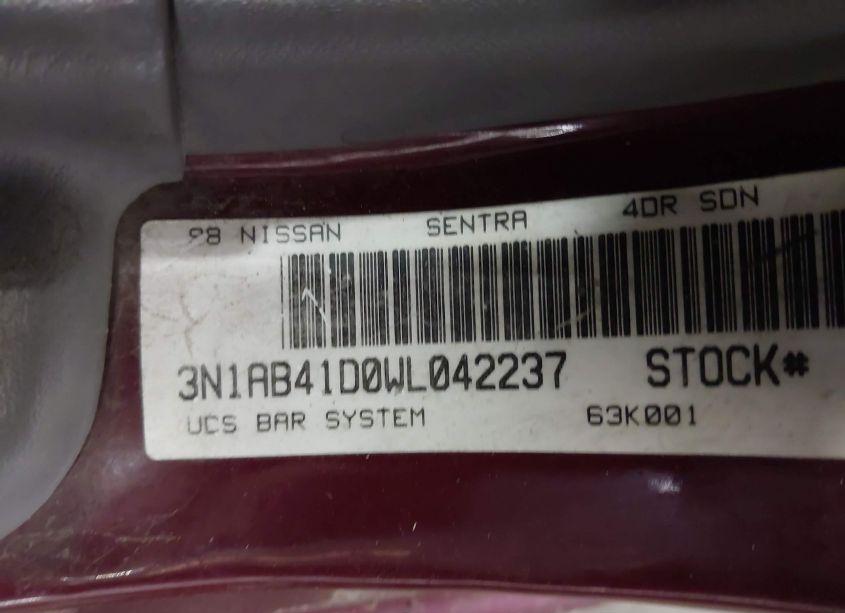 98 NISSAN SENTRA 4DR SDN
3N1AB41D0WL042237 STOCK#
UCS BAR SYSTEM 63K001